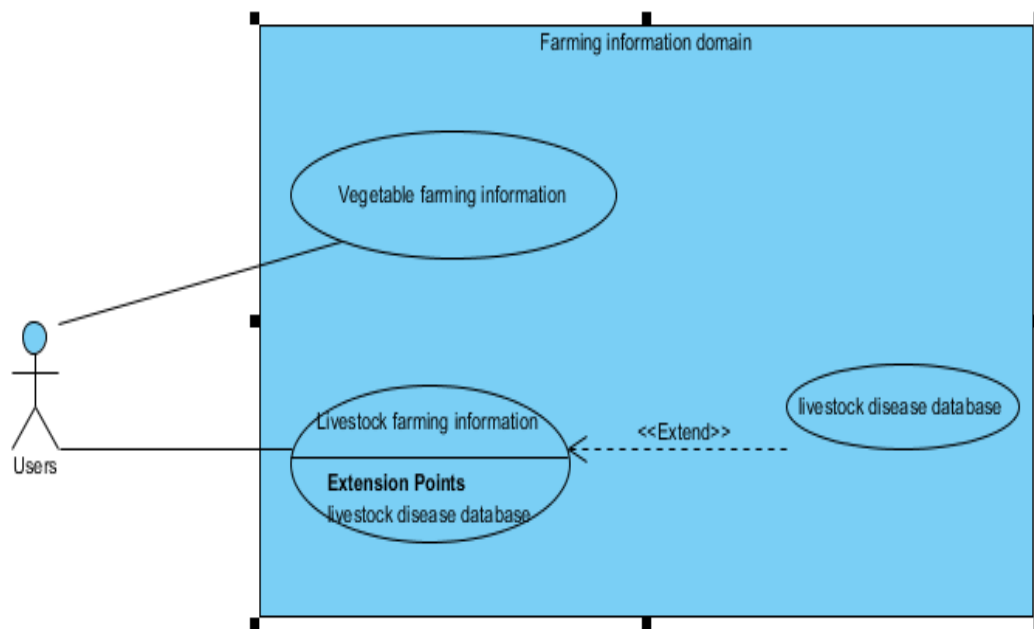 Farming information domain
Vegetable farming information
Livestock farming information
livestock disease database
<<Extend>>
Users
Extension Points
livestock disease database